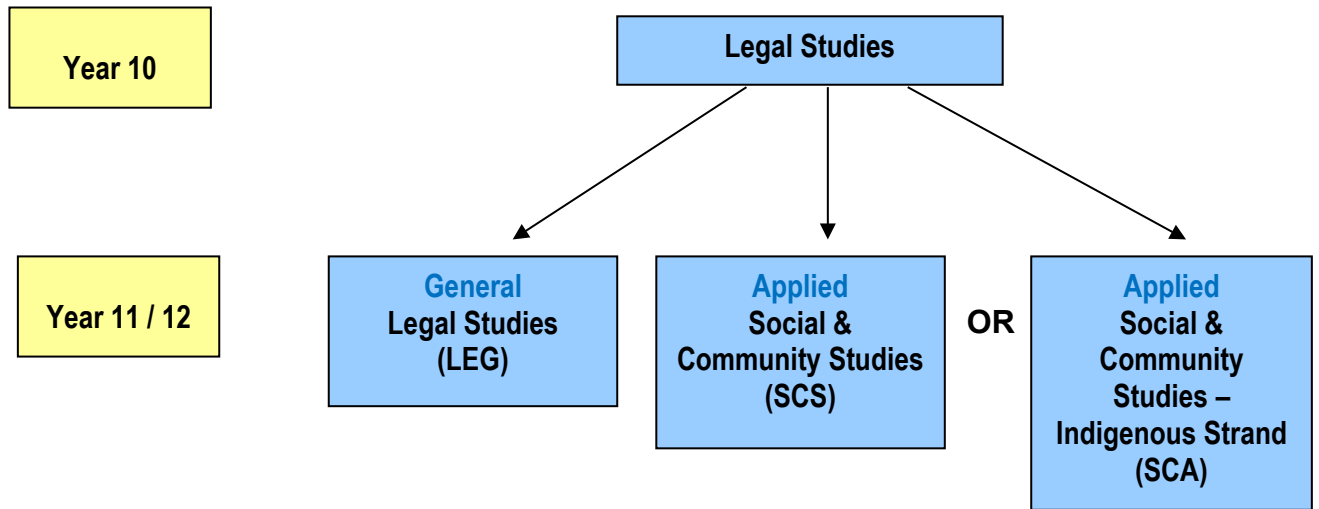 Year 10
Legal Studies
Year 11 / 12
General
Legal Studies
(LEG)
Applied
Social &
Community Studies
(SCS)
OR
Applied
Social &
Community
Studies –
Indigenous Strand
(SCA)